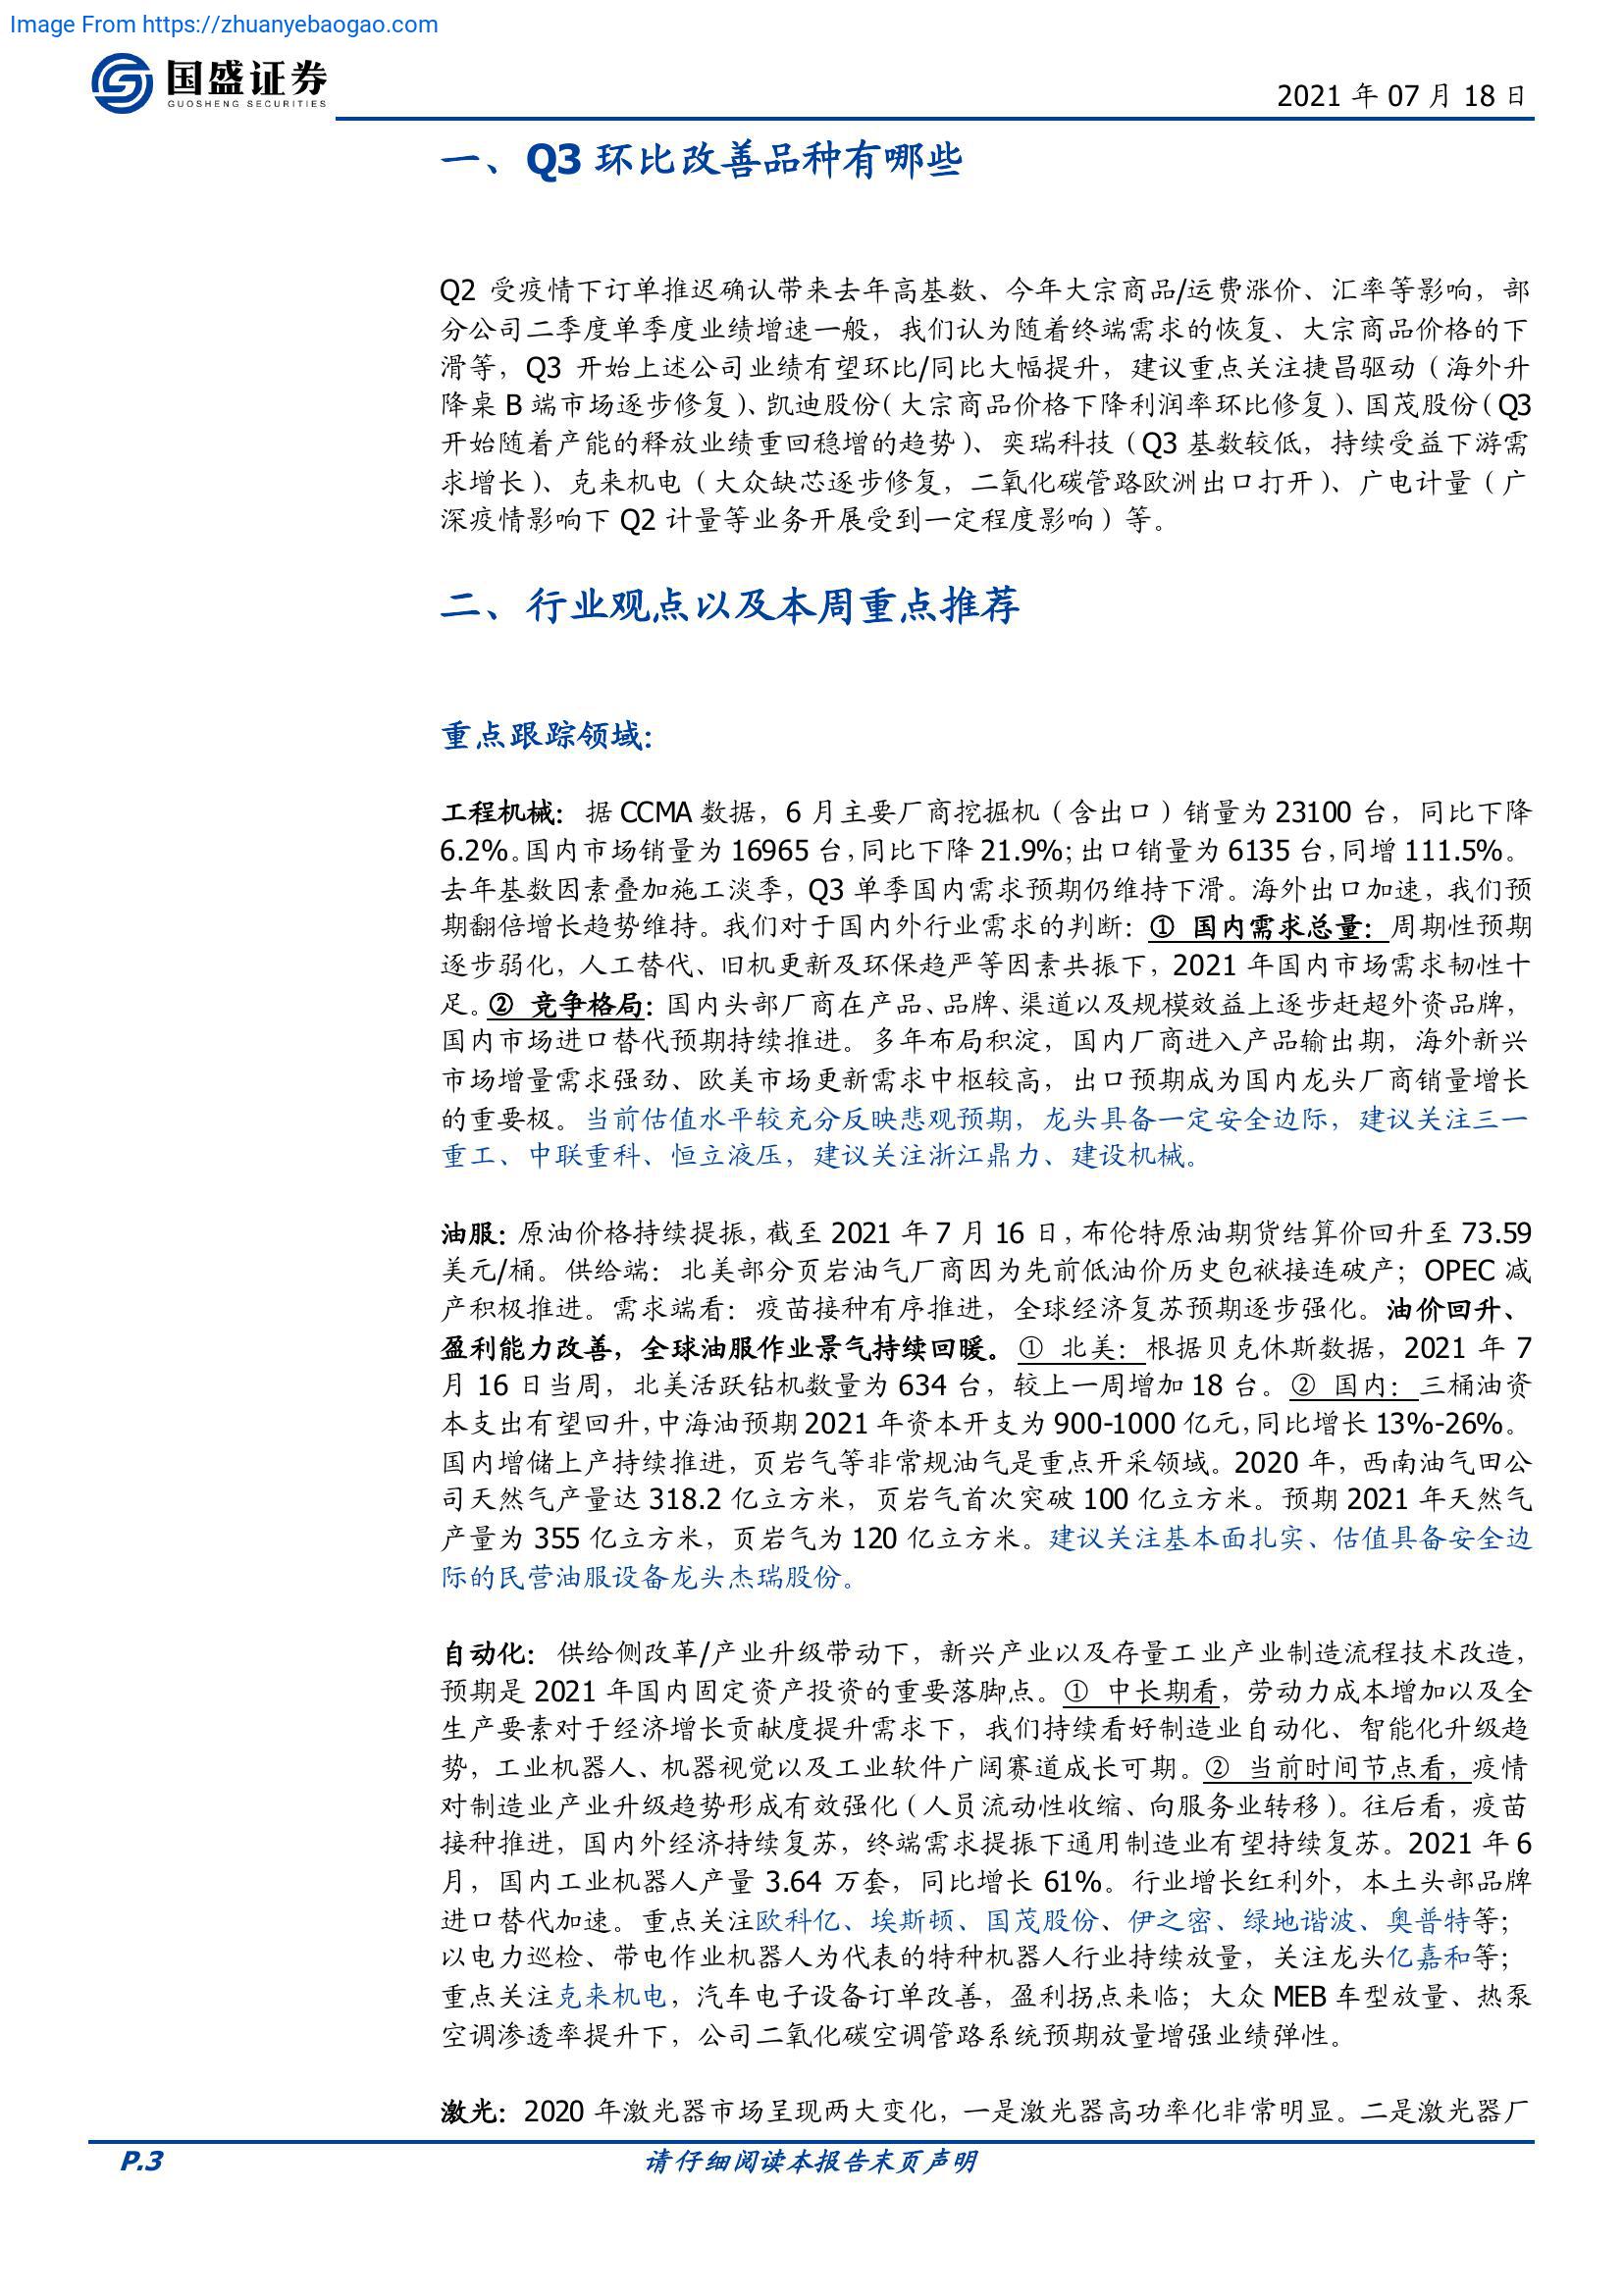 Image From https://zhuanyebaogao.com
国盛证券
GUOSHENG SECURITIES
2021 年 07 月 18 日
一、Q3 环比改善品种有哪些
Q2 受疫情下订单推迟确认带来去年高基数、今年大宗商品/运费涨价、汇率等影响，部
分公司二季度单季度业绩增速一般，我们认为随着终端需求的恢复、大宗商品价格的下
滑等，Q3 开始上述公司业绩有望环比/同比大幅提升，建议重点关注捷昌驱动（海外升
降桌 B 端市场逐步修复）、凯迪股份（大宗商品价格下降利润率环比修复）、国茂股份（Q3
开始随着产能的释放业绩重回稳增的趋势）、奕瑞科技（Q3 基数较低，持续受益下游需
求增长）、克来机电（大众缺芯逐步修复，二氧化碳管路欧洲出口打开）、广电计量（广
深疫情影响下 Q2 计量等业务开展受到一定程度影响）等。
二、行业观点以及本周重点推荐
重点跟踪领域：
工程机械：据 CCMA 数据，6 月主要厂商挖掘机（含出口）销量为 23100 台，同比下降
6.2%。国内市场销量为 16965 台，同比下降 21.9%；出口销量为 6135 台，同增 111.5%。
去年基数因素叠加施工淡季，Q3 单季国内需求预期仍维持下滑。海外出口加速，我们预
期翻倍增长趋势维持。我们对于国内外行业需求的判断：① 国内需求总量：周期性预期
逐步弱化，人工替代、旧机更新及环保趋严等因素共振下，2021 年国内市场需求韧性十
足。② 竞争格局：国内头部厂商在产品、品牌、渠道以及规模效益上逐步赶超外资品牌，
国内市场进口替代预期持续推进。多年布局积淀，国内厂商进入产品输出期，海外新兴
市场增量需求强劲、欧美市场更新需求中枢较高，出口预期成为国内龙头厂商销量增长
的重要极。当前估值水平较充分反映悲观预期，龙头具备一定安全边际，建议关注三一
重工、中联重科、恒立液压，建议关注浙江鼎力、建设机械。
油服：原油价格持续提振，截至 2021 年 7 月 16 日，布伦特原油期货结算价回升至 73.59
美元/桶。供给端：北美部分页岩油气厂商因为先前低油价历史包袱接连破产；OPEC 减
产积极推进。需求端看：疫苗接种有序推进，全球经济复苏预期逐步强化。油价回升、
盈利能力改善，全球油服作业景气持续回暖。① 北美：根据贝克休斯数据，2021 年 7
月 16 日当周，北美活跃钻机数量为 634 台，较上一周增加 18 台。② 国内：三桶油资
本支出有望回升，中海油预期 2021 年资本开支为 900-1000 亿元，同比增长 13%-26%。
国内增储上产持续推进，页岩气等非常规油气是重点开采领域。2020 年，西南油气田公
司天然气产量达 318.2 亿立方米，页岩气首次突破 100 亿立方米。预期 2021 年天然气
产量为 355 亿立方米，页岩气为 120 亿立方米。建议关注基本面扎实、估值具备安全边
际的民营油服设备龙头杰瑞股份。
自动化：供给侧改革/产业升级带动下，新兴产业以及存量工业产业制造流程技术改造，
预期是 2021 年国内固定资产投资的重要落脚点。① 中长期看，劳动力成本增加以及全
生产要素对于经济增长贡献度提升需求下，我们持续看好制造业自动化、智能化升级趋
势，工业机器人、机器视觉以及工业软件广阔赛道成长可期。② 当前时间节点看，疫情
对制造业产业升级趋势形成有效强化（人员流动性收缩、向服务业转移）。往后看，疫苗
接种推进，国内外经济持续复苏，终端需求提振下通用制造业有望持续复苏。2021 年 6
月，国内工业机器人产量 3.64 万套，同比增长 61%。行业增长红利外，本土头部品牌
进口替代加速。重点关注欧科亿、埃斯顿、国茂股份、伊之密、绿地谐波、奥普特等；
以电力巡检、带电作业机器人为代表的特种机器人行业持续放量，关注龙头亿嘉和等；
重点关注克来机电，汽车电子设备订单改善，盈利拐点来临；大众 MEB 车型放量、热泵
空调渗透率提升下，公司二氧化碳空调管路系统预期放量增强业绩弹性。
激光：2020 年激光器市场呈现两大变化，一是激光器高功率化非常明显。二是激光器厂
P.3
请仔细阅读本报告末页声明